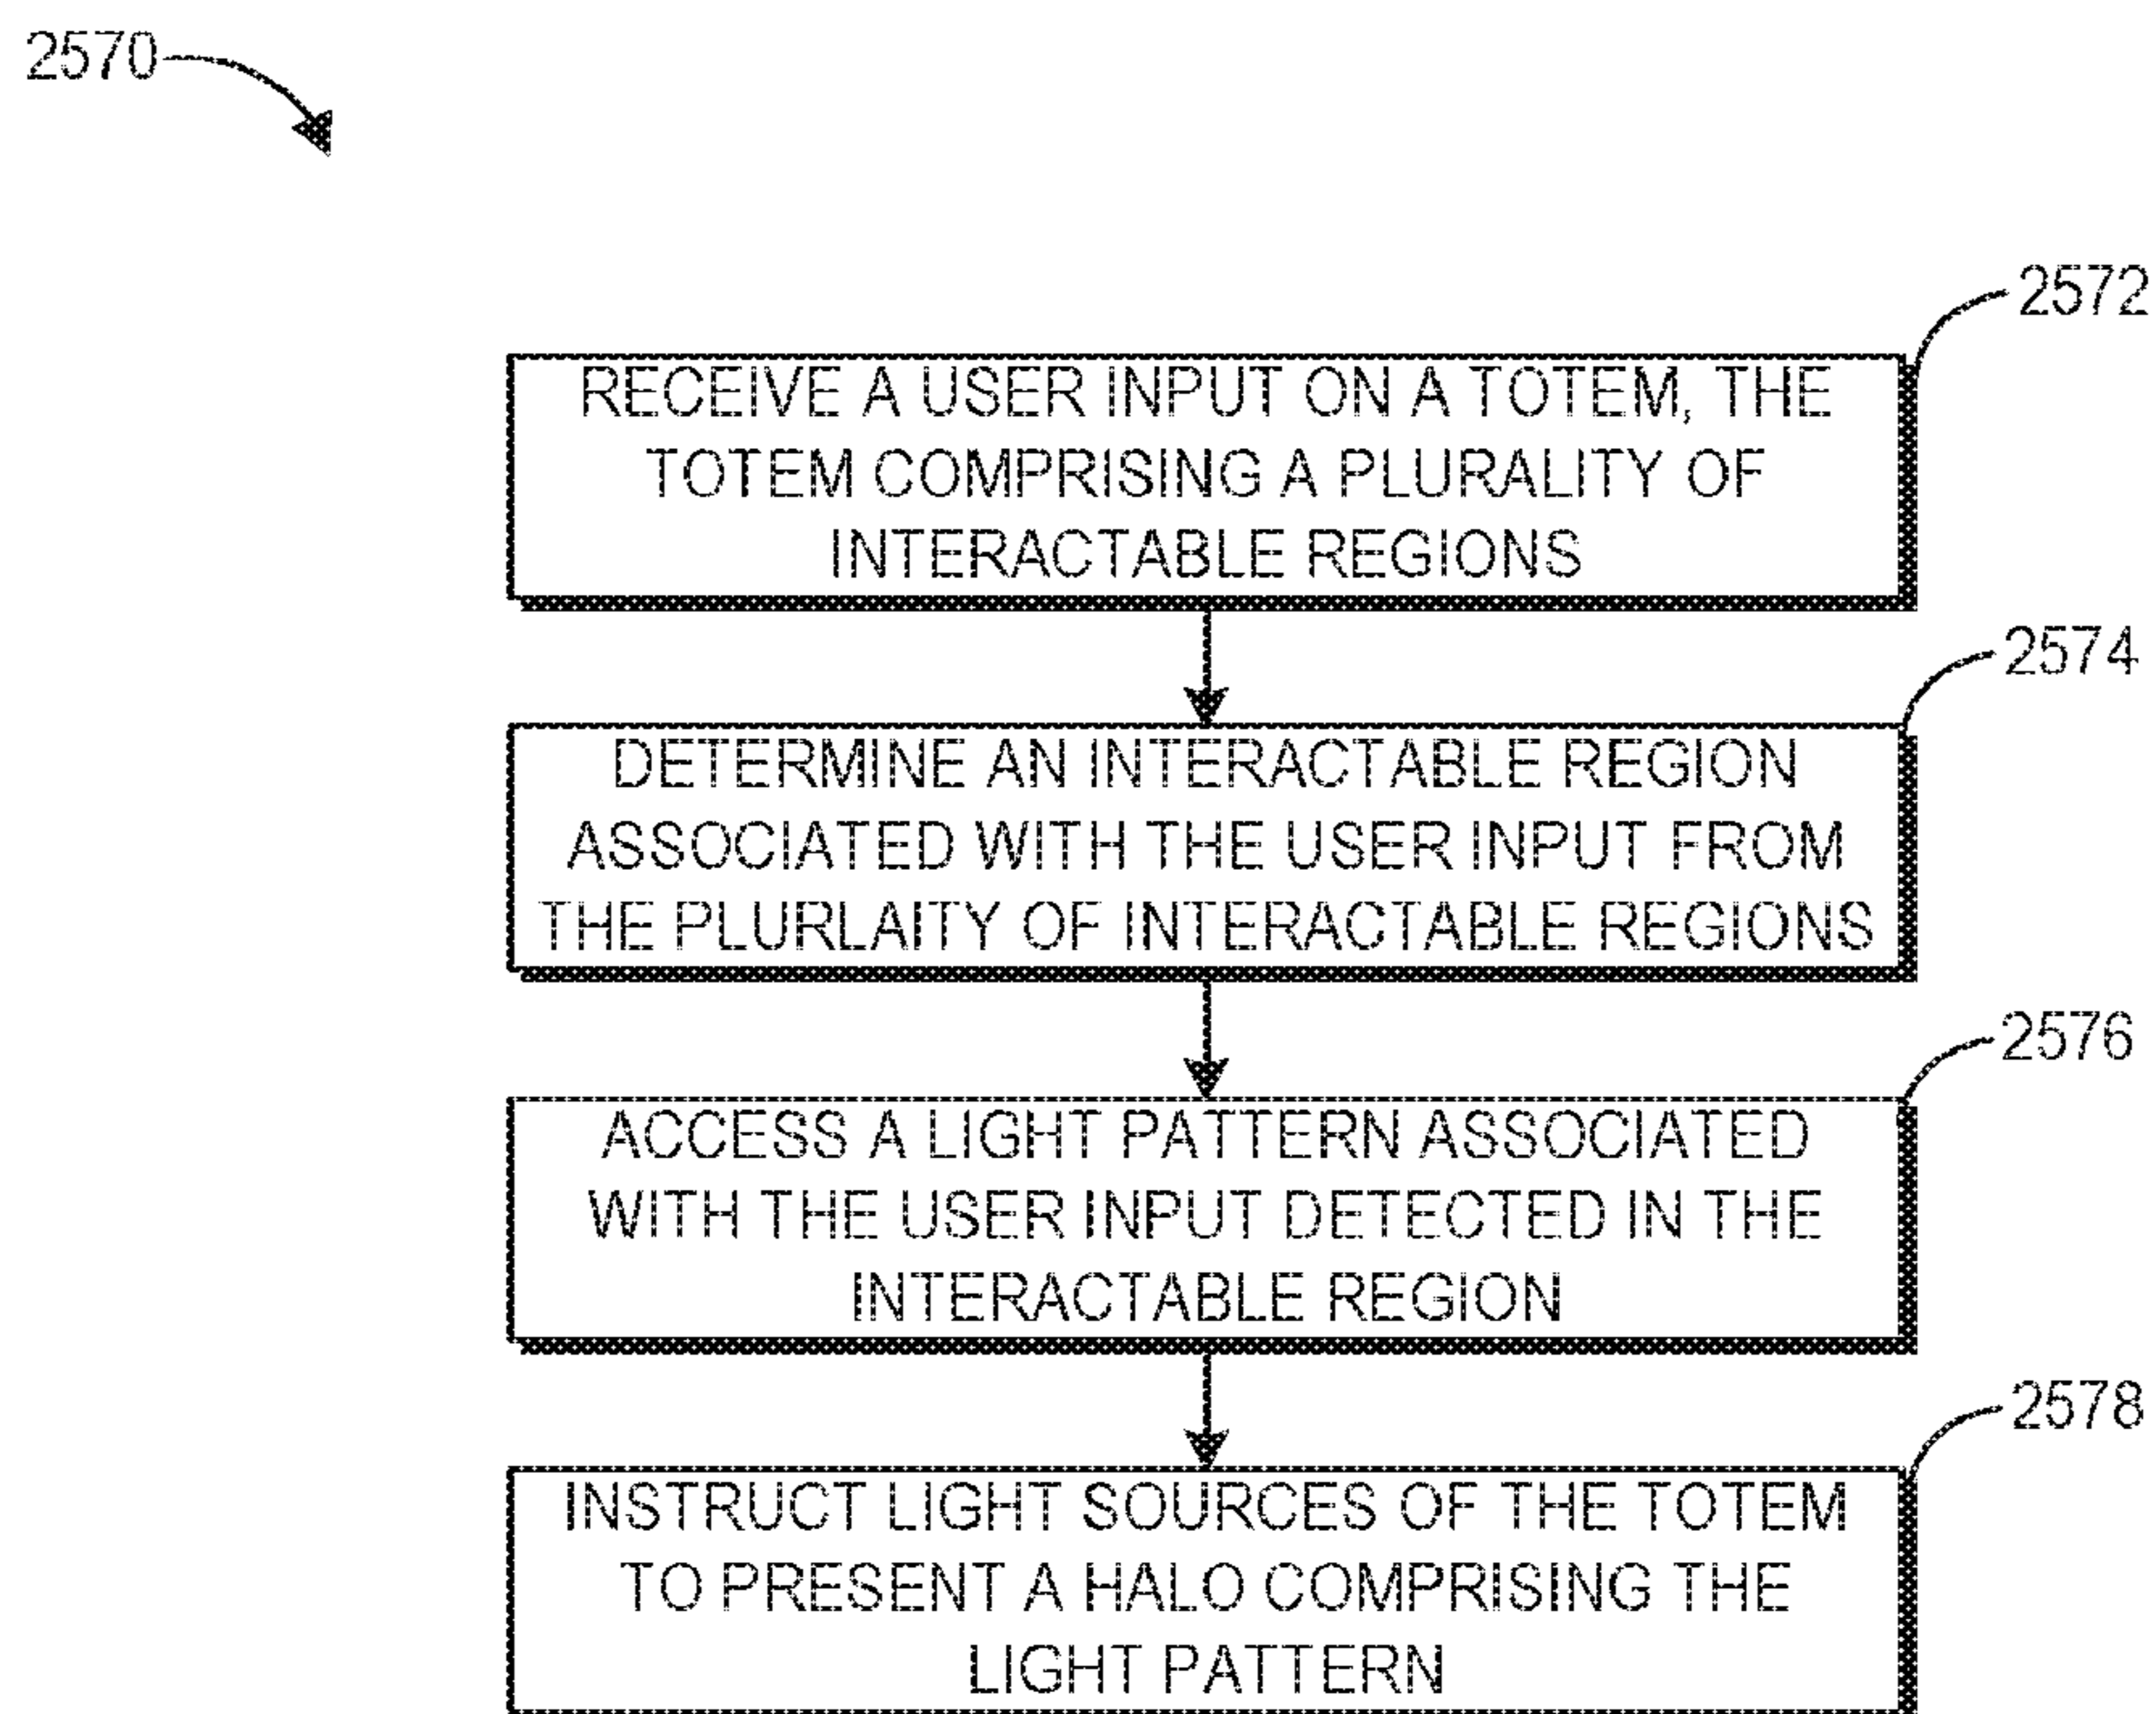 2570
2572
RECEIVE A USER INPUT ON A TOTEM, THE
TOTEM COMPRISING A PLURALITY OF
INTERACTABLE REGIONS
2574
DETERMINE AN INTERACTABLE REGION
ASSOCIATED WITH THE USER INPUT FROM
THE PLURLAITY OF INTERACTABLE REGIONS
2576
ACCESS A LIGHT PATTERN ASSOCIATED
WITH THE USER INPUT DETECTED IN THE
INTERACTABLE REGION
2578
INSTRUCT LIGHT SOURCES OF THE TOTEM
TO PRESENT A HALO COMPRISING THE
LIGHT PATTERN